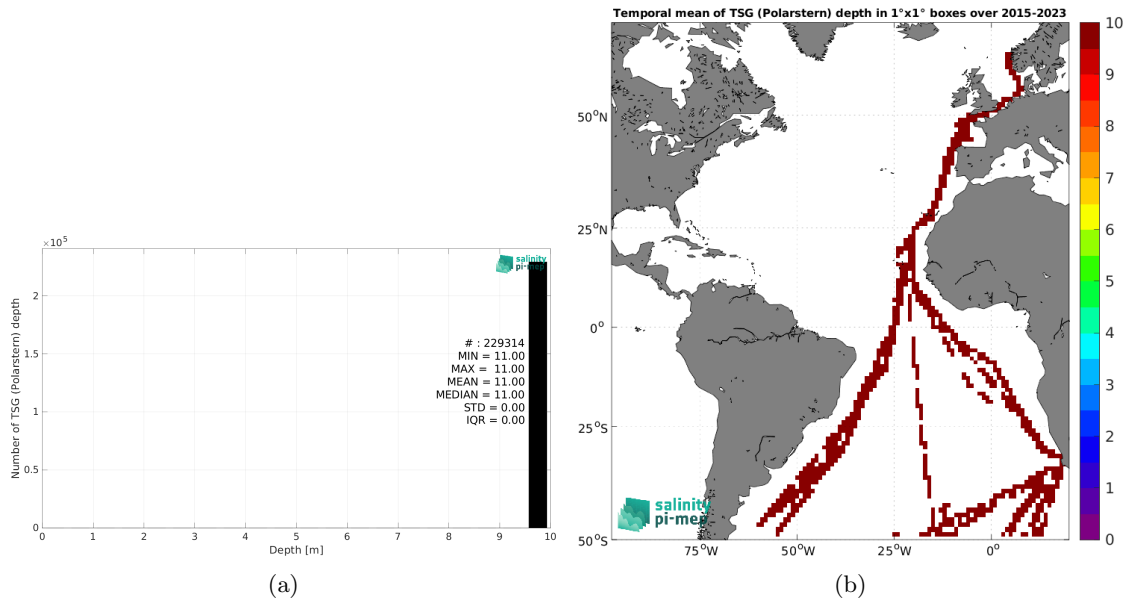 ×10⁵
salinity
pi-mep
Number of TSG (Polarstern) depth
2
1.5
1
0.5
0
# : 229314
MIN = 11.00
MAX = 11.00
MEAN = 11.00
MEDIAN = 11.00
STD = 0.00
IQR = 0.00
0 1 2 3 4 5 6 7 8 9 10
Depth [m]
(a)
Temporal mean of TSG (Polarstern) depth in 1°x1° boxes over 2015-2023
50°N
25°N
0°
25°S
50°S
salinity
pi-mep
75°W 50°W 25°W 0°
10
9
8
7
6
5
4
3
2
1
0
(b)